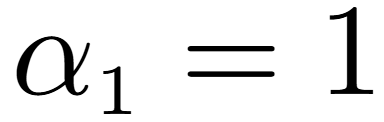 α₁ = 1